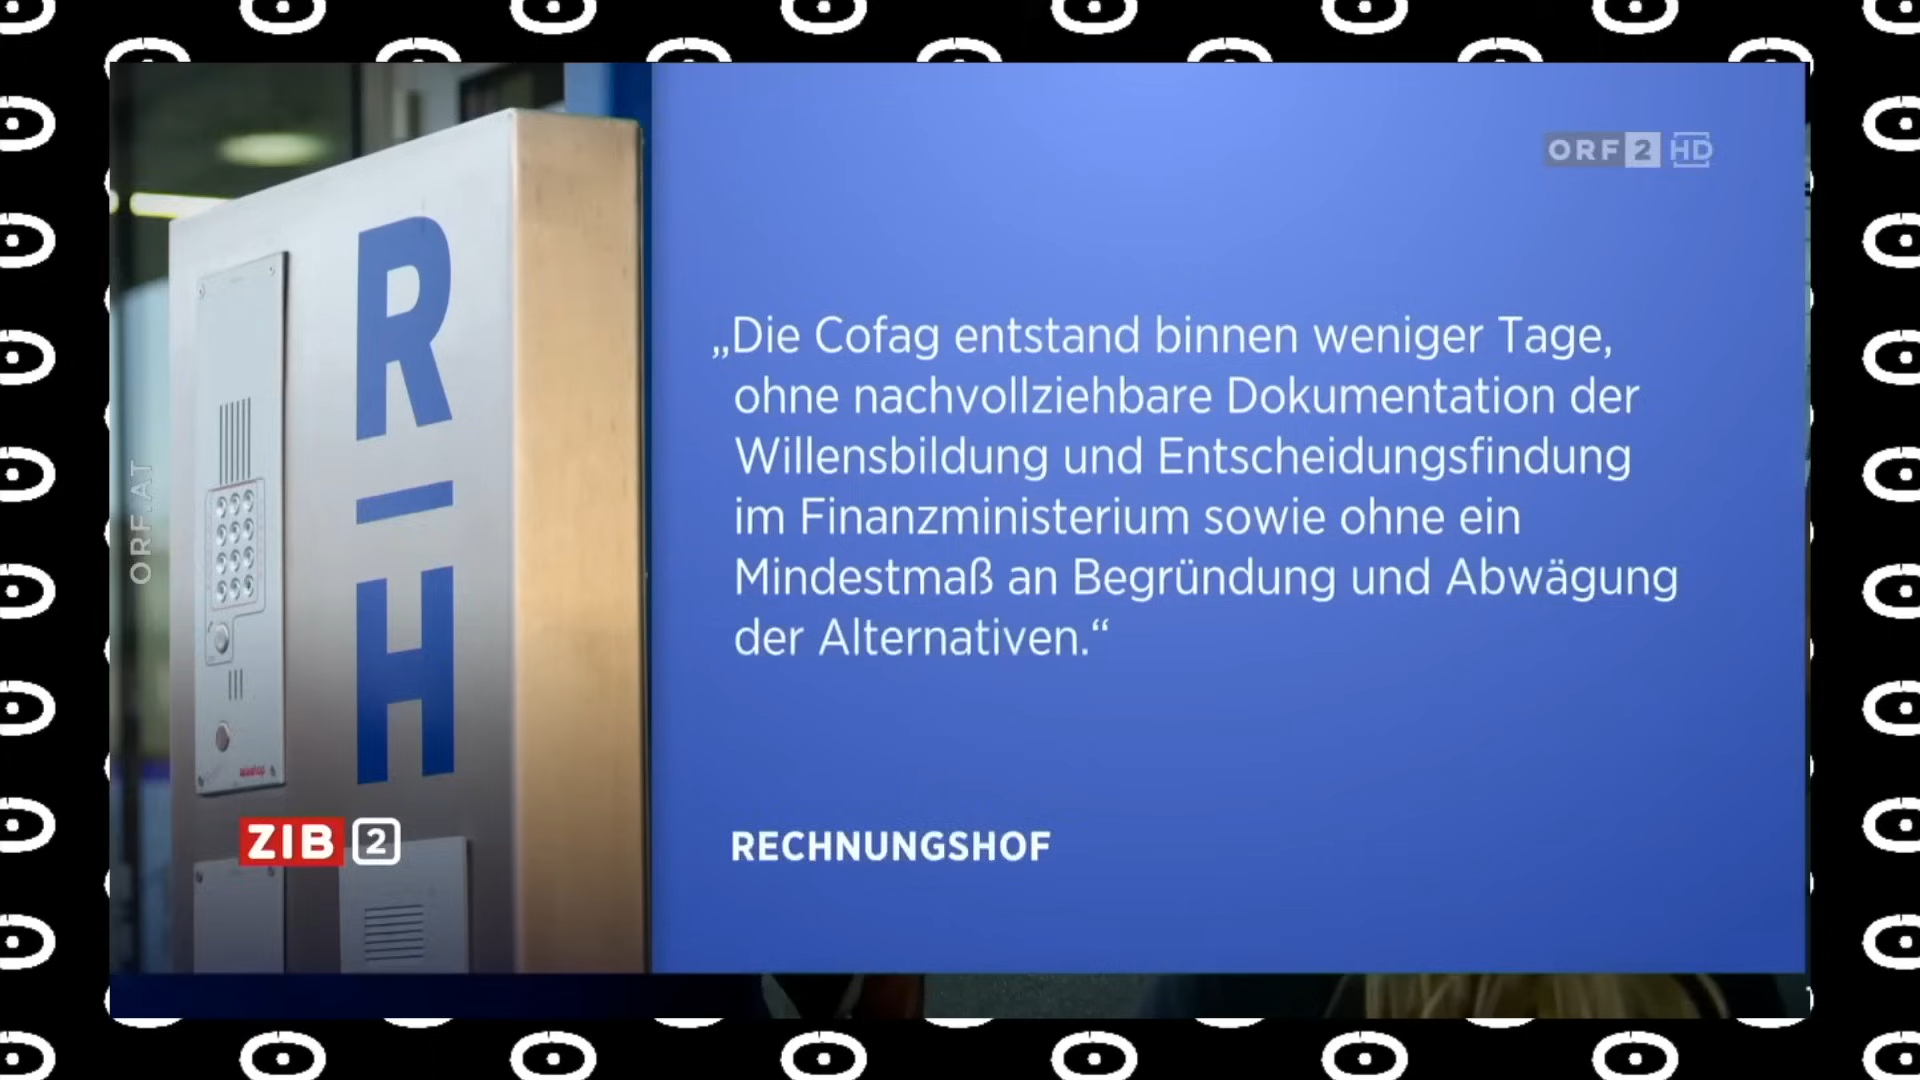 ORF 2 HD
„Die Cofag entstand binnen weniger Tage,
ohne nachvollziehbare Dokumentation der
Willensbildung und Entscheidungsfindung
im Finanzministerium sowie ohne ein
Mindestmaß an Begründung und Abwägung
der Alternativen.“
RECHNUNGSHOF
R
H
ORF.AT
ZIB 2